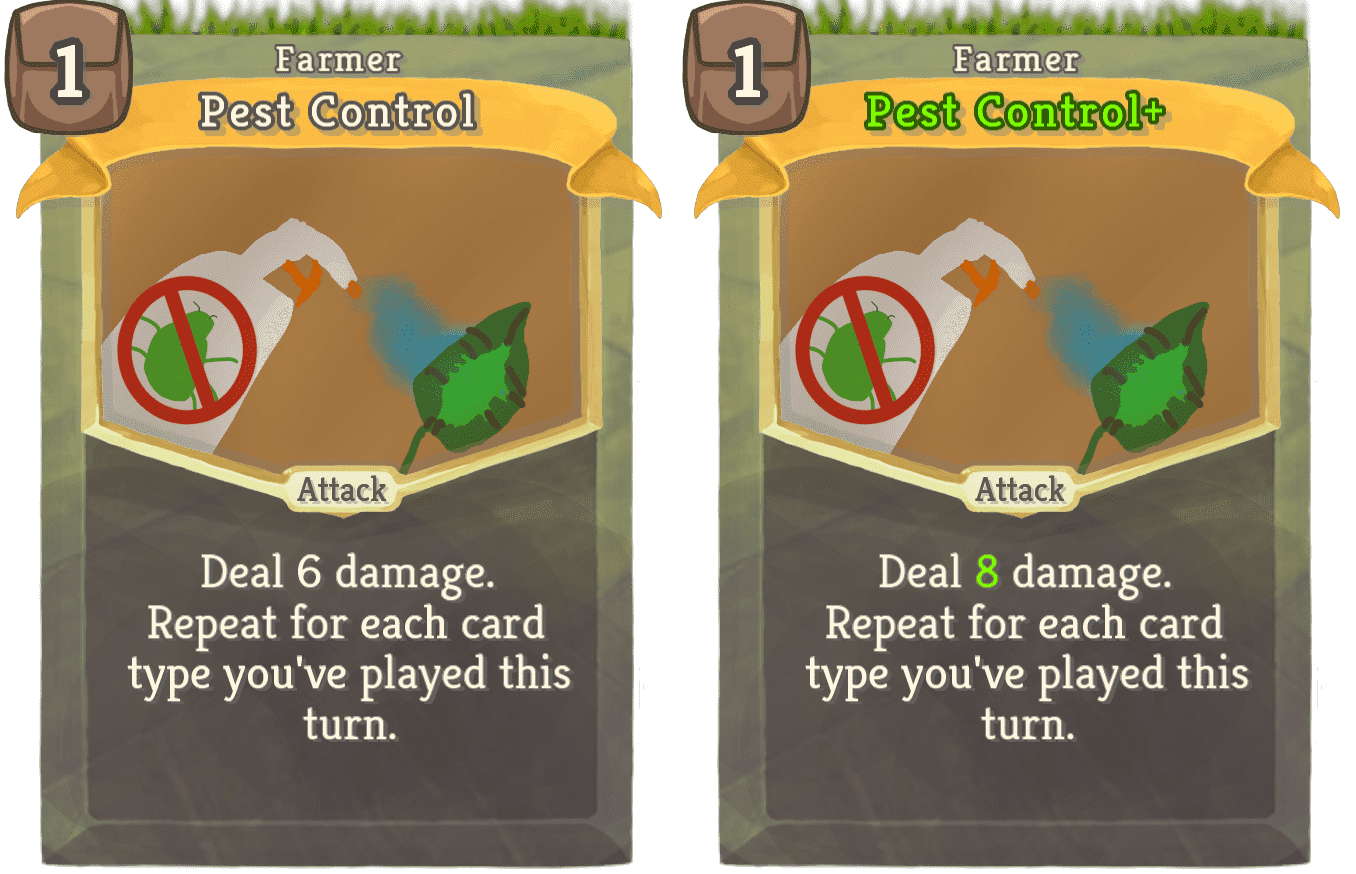 1
Farmer
Pest Control
Attack
Deal 6 damage.
Repeat for each card
type you've played this
turn.
1
Farmer
Pest Control+
Attack
Deal 8 damage.
Repeat for each card
type you've played this
turn.